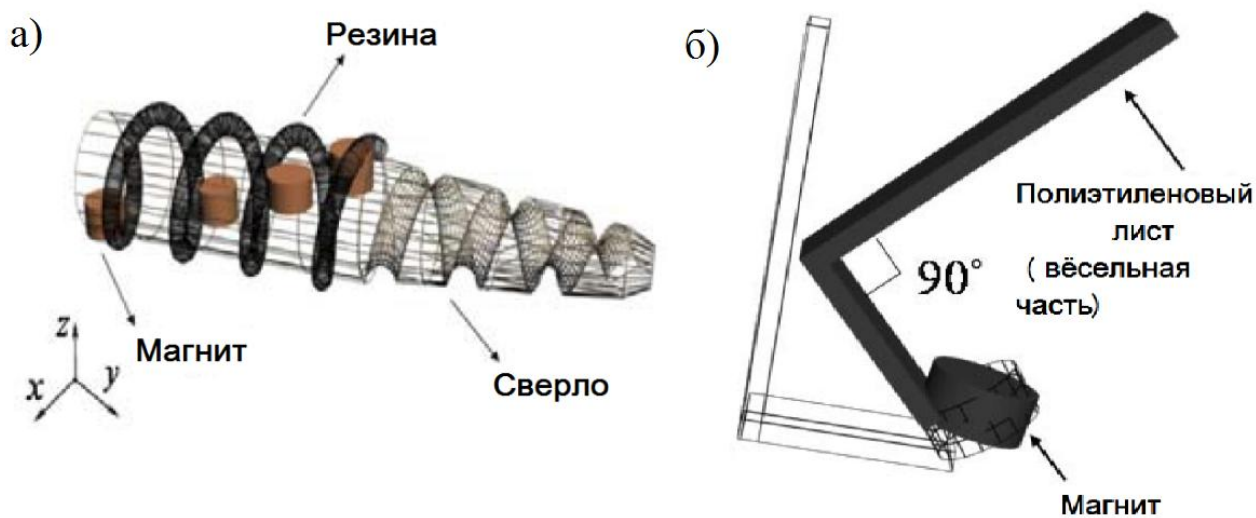 а)
Резина
Магнит
Сверло
z
x
y
б)
Полиэтиленовый
лист
( вёсельная
часть)
90°
Магнит